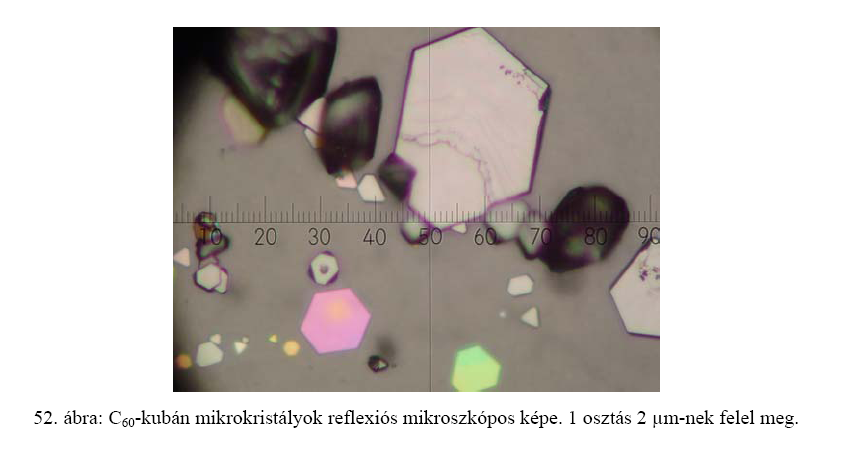 10 20 30 40 50 60 70 80 90
52. ábra: C₆₀-kubán mikrokristályok reflexiós mikroszkópos képe. 1 osztás 2 μm-nek felel meg.